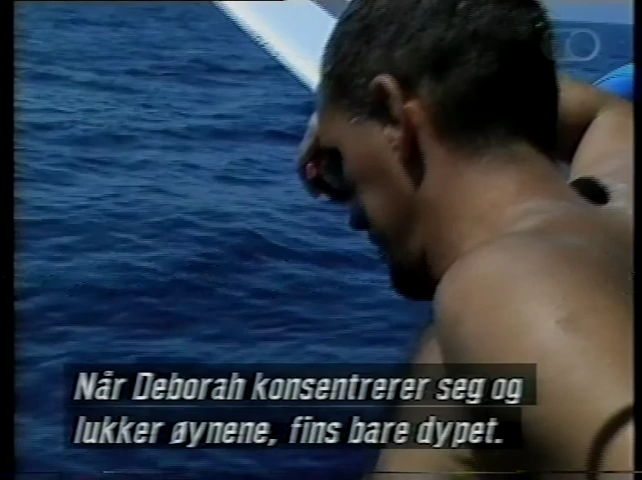 Når Deborah konsentrerer seg og
lukker øynene, fins bare dypet.